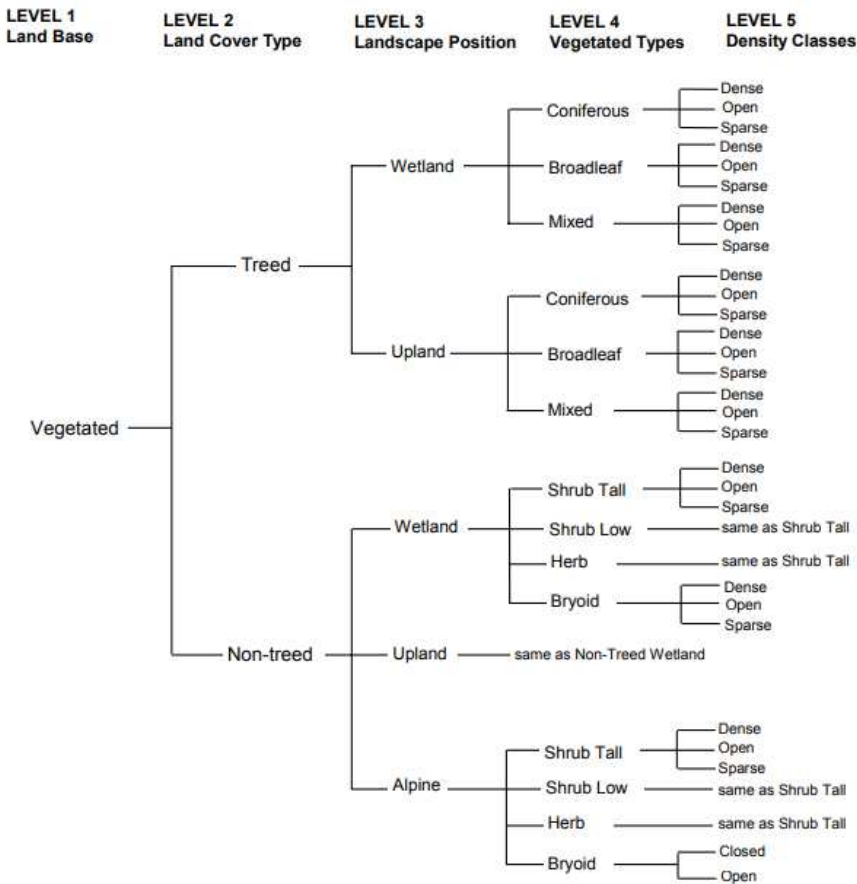 LEVEL 1
Land Base
LEVEL 2
Land Cover Type
LEVEL 3
Landscape Position
LEVEL 4
Vegetated Types
LEVEL 5
Density Classes
Vegetated
Treed
Wetland
Coniferous
Dense
Open
Sparse
Broadleaf
Dense
Open
Sparse
Mixed
Dense
Open
Sparse
Upland
Coniferous
Dense
Open
Sparse
Broadleaf
Dense
Open
Sparse
Mixed
Dense
Open
Sparse
Non-treed
Wetland
Shrub Tall
Dense
Open
Sparse
Shrub Low
same as Shrub Tall
Herb
same as Shrub Tall
Bryoid
Dense
Open
Sparse
Upland
same as Non-Treed Wetland
Alpine
Shrub Tall
Dense
Open
Sparse
Shrub Low
same as Shrub Tall
Herb
same as Shrub Tall
Bryoid
Closed
Open